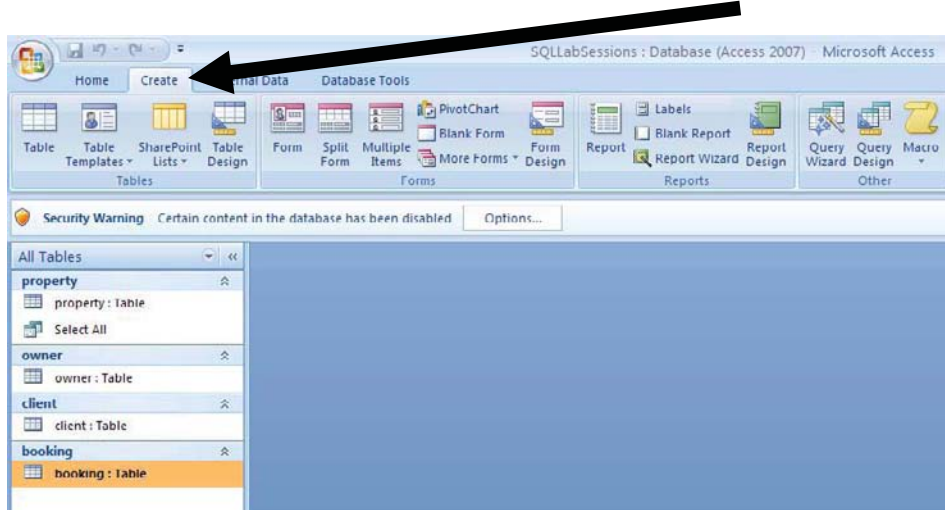 SQLLabSessions : Database (Access 2007) - Microsoft Access
Home Create Data Database Tools
Table
Table Templates
SharePoint Lists
Table Design
Tables
Form
Split Form
Multiple Items
PivotChart
Blank Form
More Forms
Form Design
Forms
Report
Labels
Blank Report
Report Wizard
Report Design
Reports
Query Wizard
Query Design
Macro
Other
Security Warning Certain content in the database has been disabled Options...
All Tables
property
property : Table
Select All
owner
owner : Table
client
client : Table
booking
booking : Table